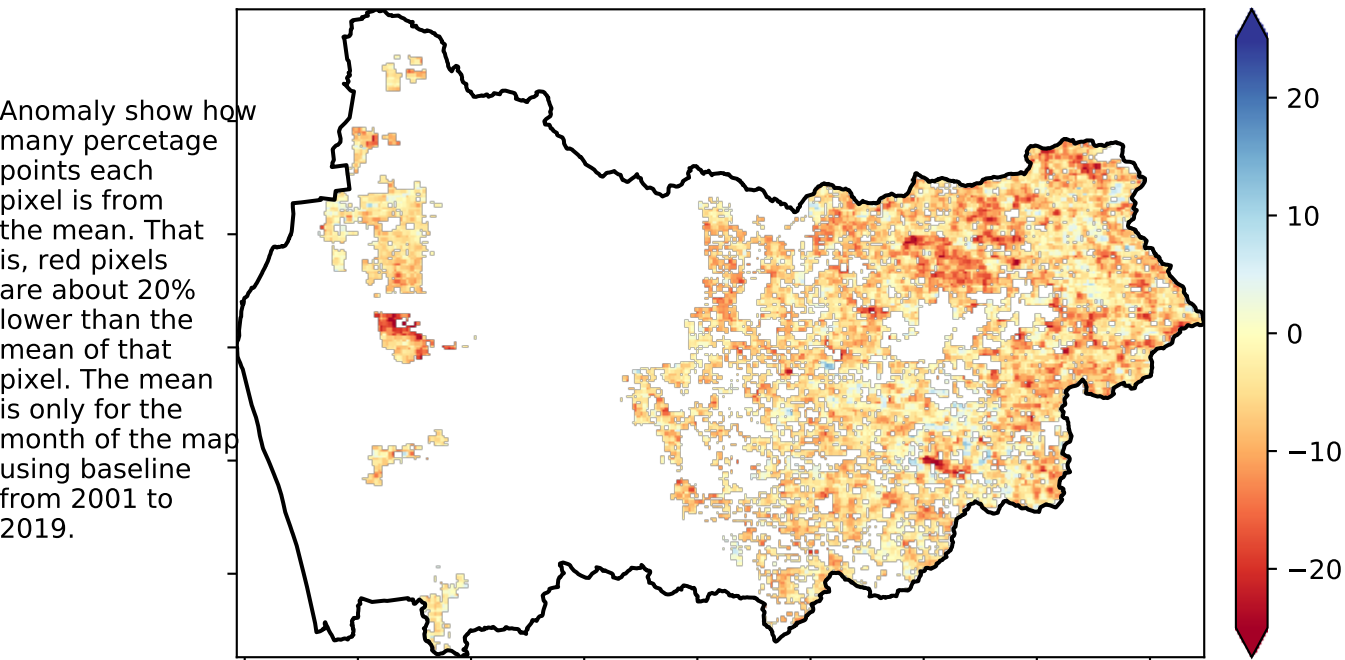 Anomaly show how
many percetage
points each
pixel is from
the mean. That
is, red pixels
are about 20%
lower than the
mean of that
pixel. The mean
is only for the
month of the map
using baseline
from 2001 to
2019.
20
10
0
−10
−20